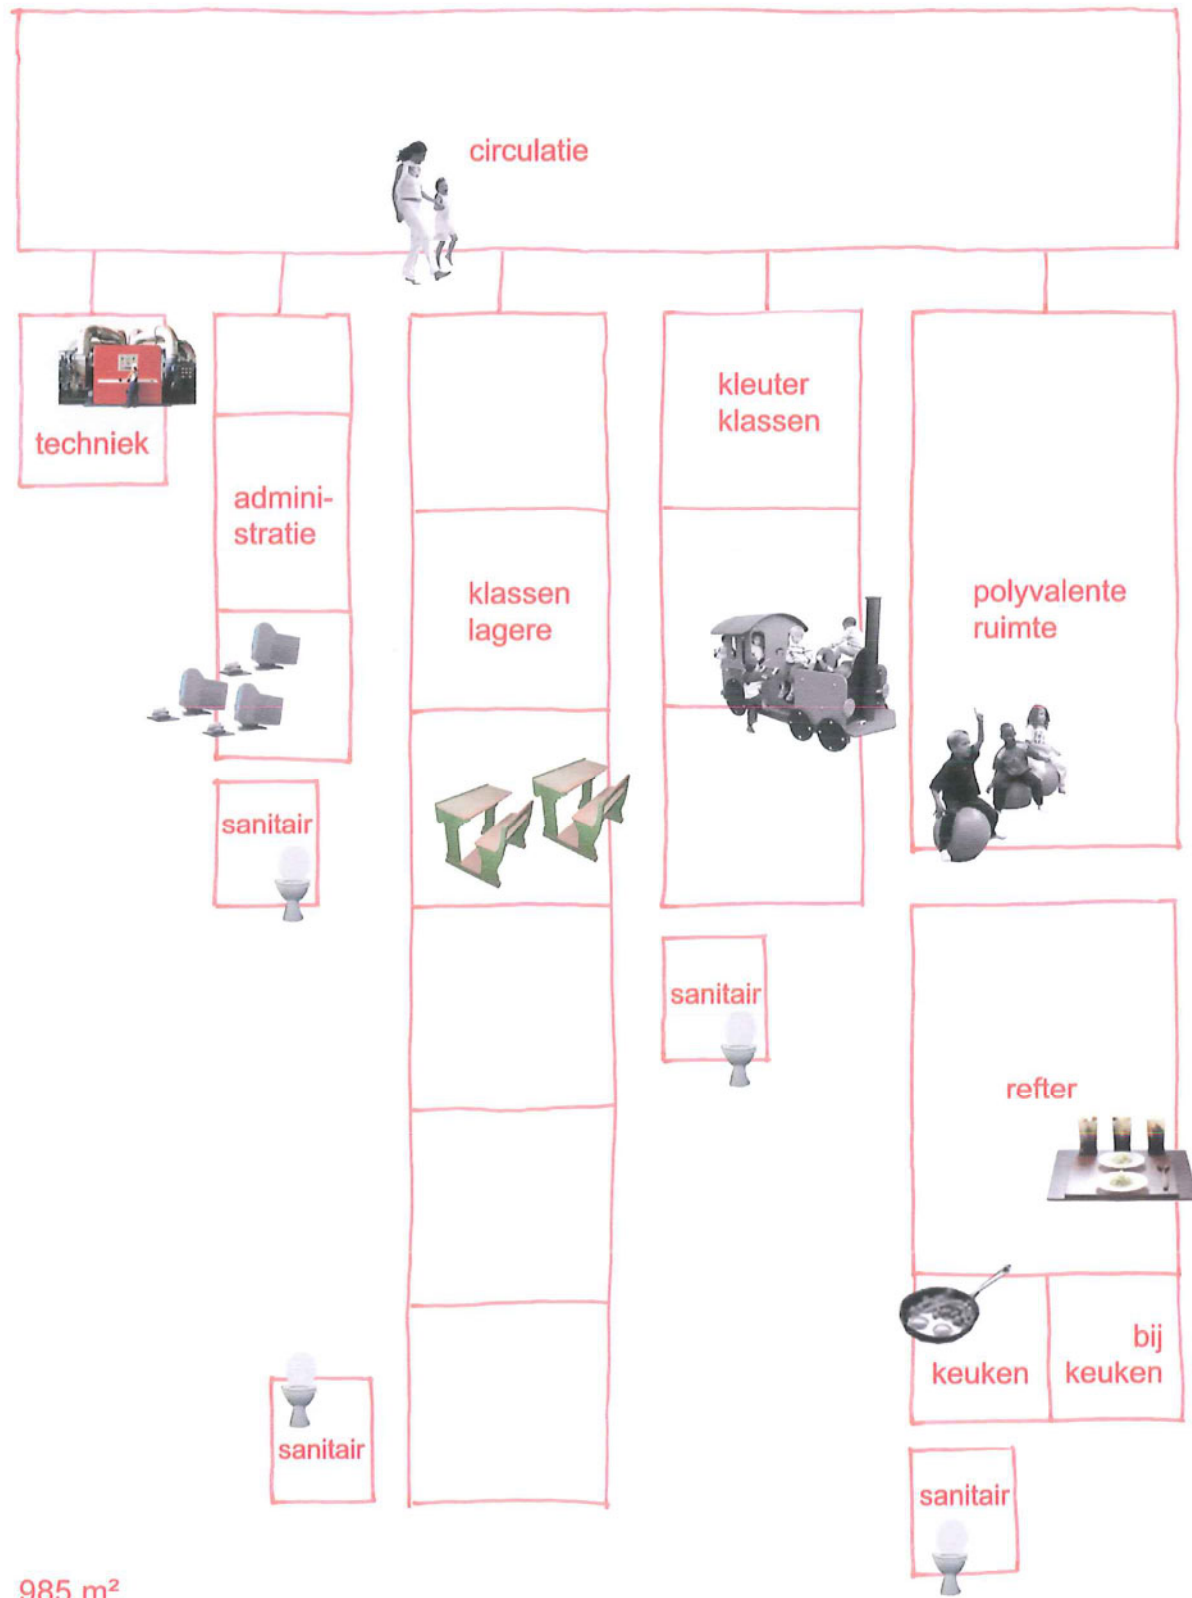 circulatie
techniek
admini-
stratie
klassen
lagere
kleuter
klassen
polyvalente
ruimte
sanitair
sanitair
refter
keuken
bij
keuken
sanitair
sanitair
985 m²